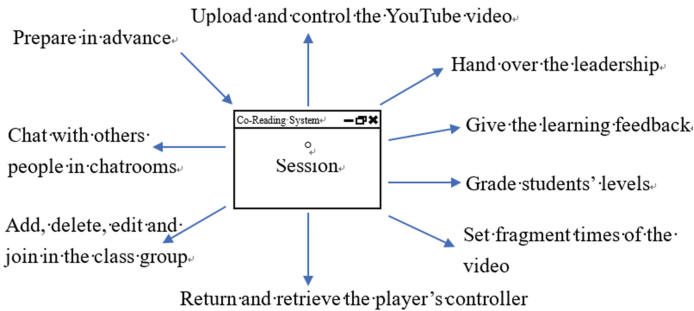 Upload and control the YouTube video
Prepare in advance
Hand over the leadership
Co-Reading System
Give the learning feedback
Chat with others
people in chatrooms
Session
Grade students’ levels
Add, delete, edit and
join in the class group
Set fragment times of the
video
Return and retrieve the player’s controller